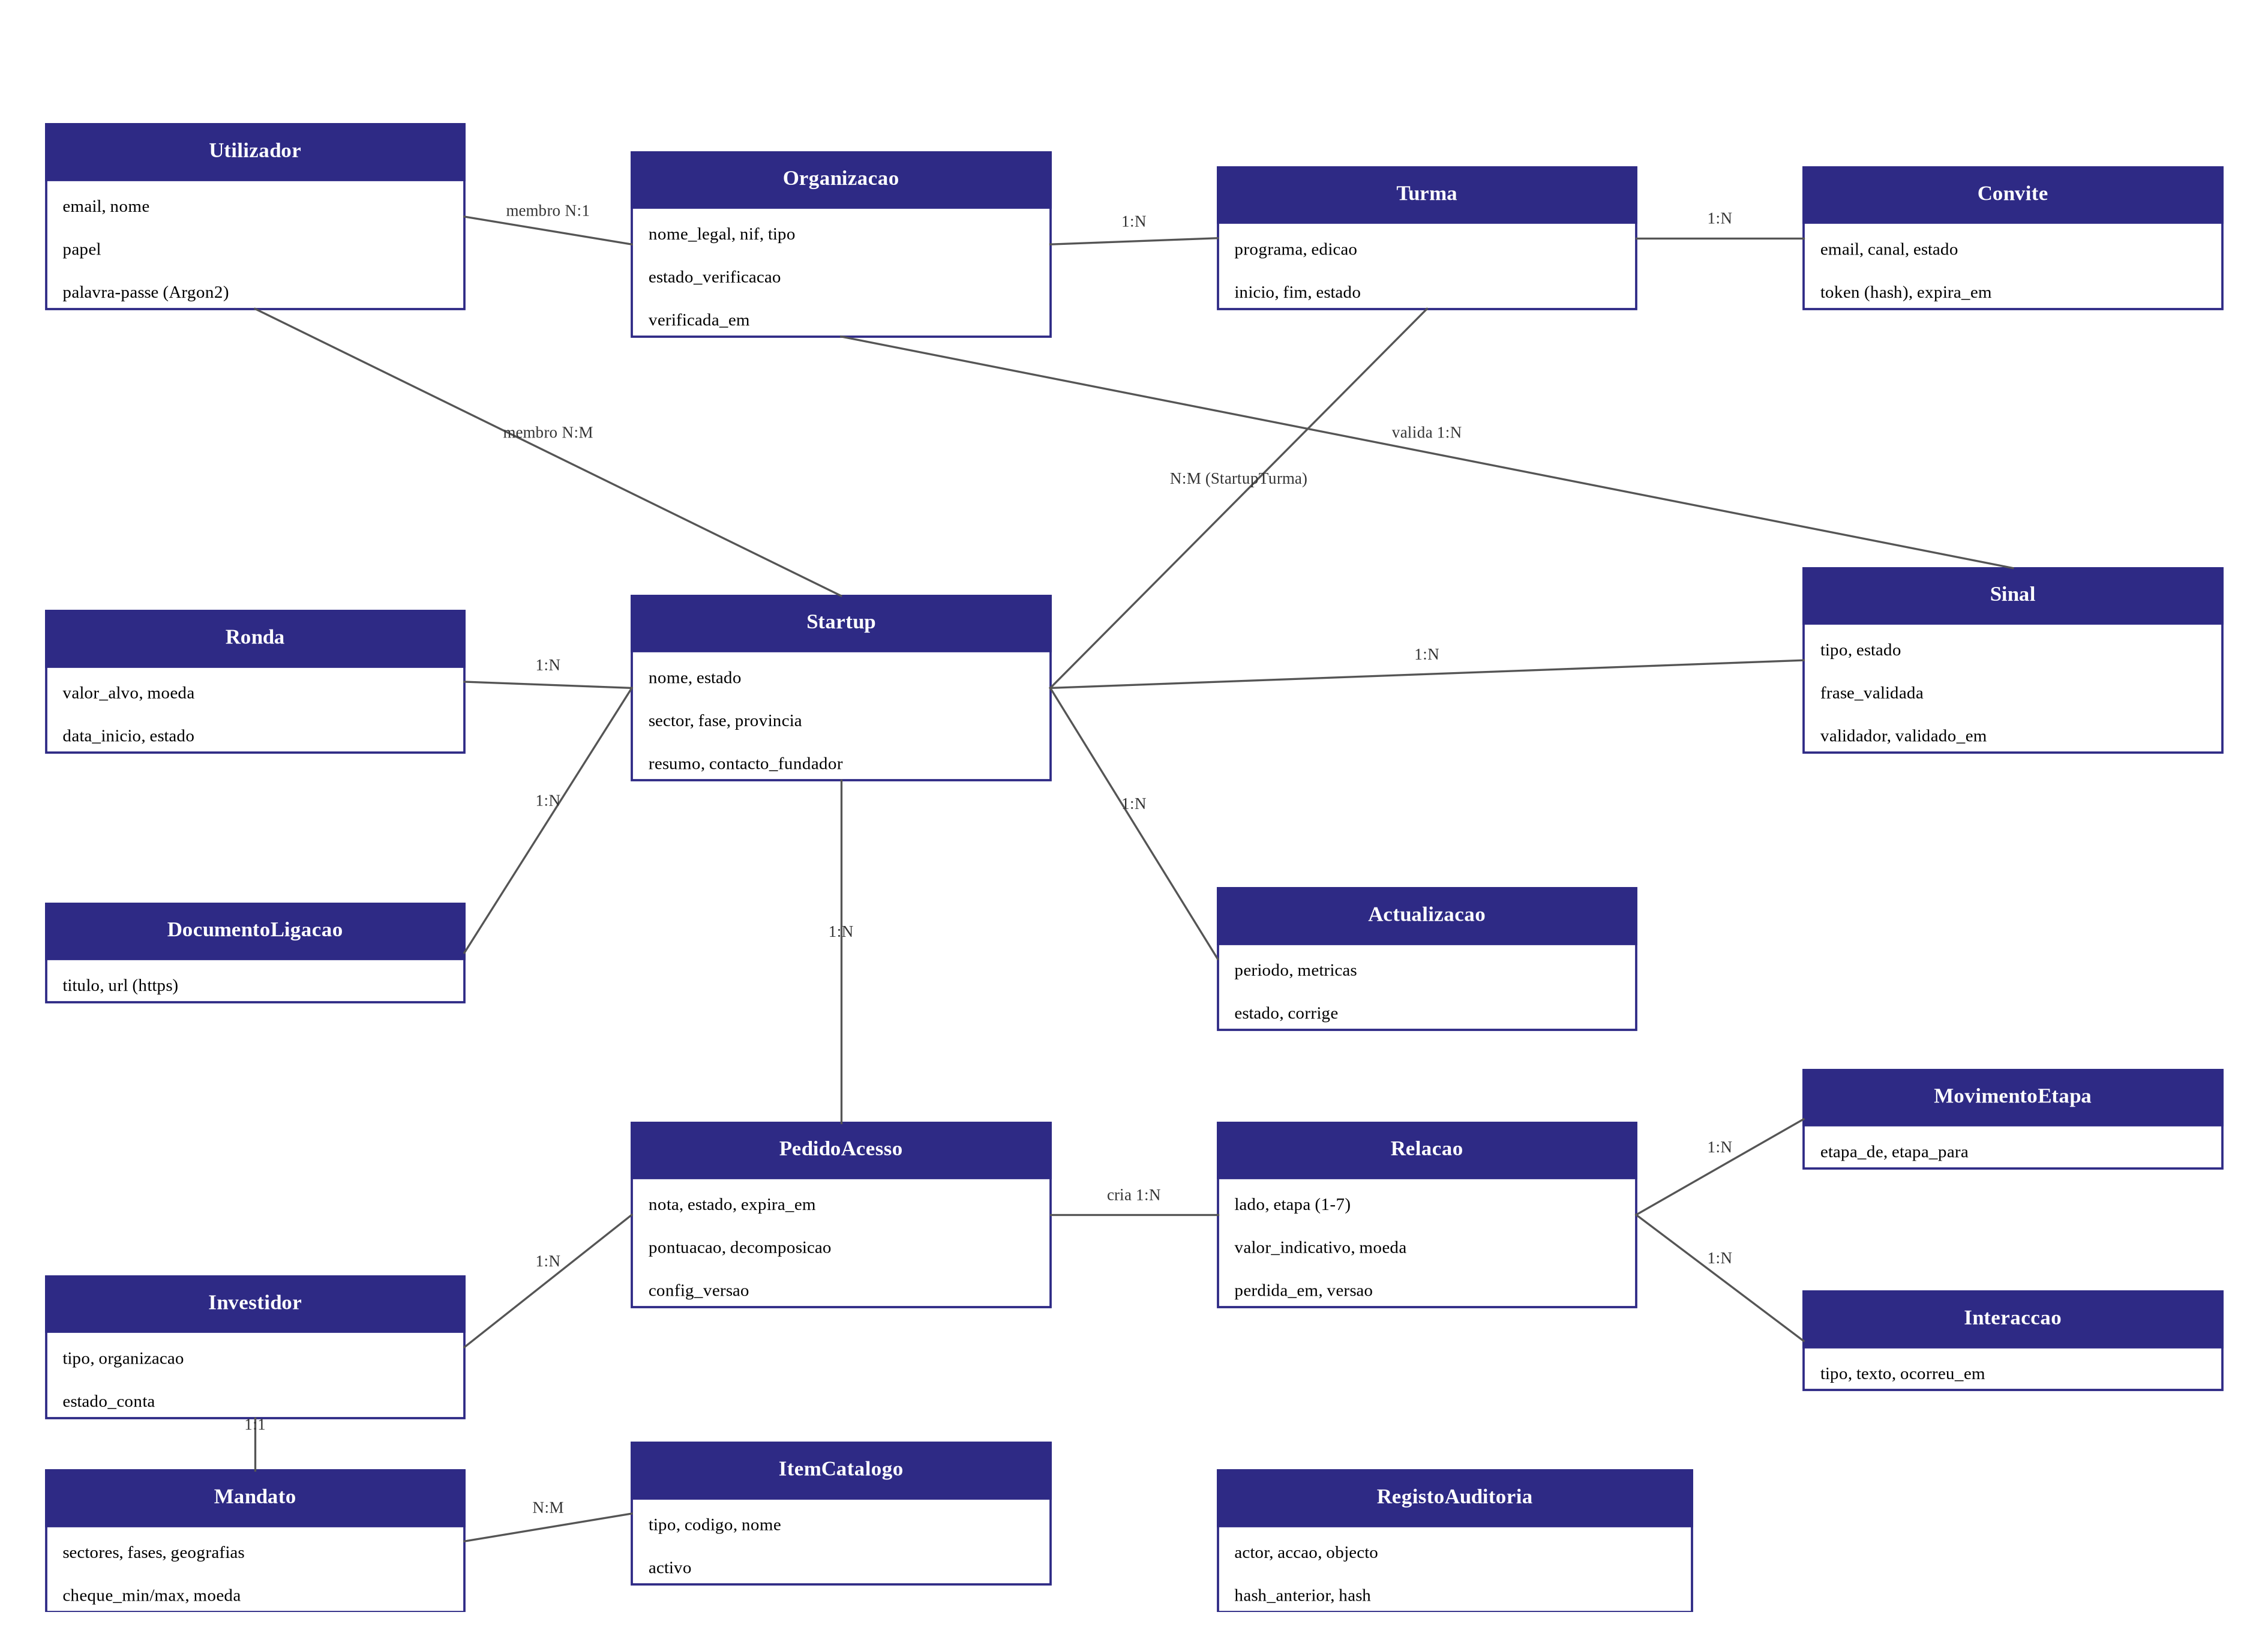 Utilizador
email, nome
papel
palavra-passe (Argon2)
membro N:1
Organizacao
nome_legal, nif, tipo
estado_verificacao
verificada_em
1:N
Turma
programa, edicao
inicio, fim, estado
1:N
Convite
email, canal, estado
token (hash), expira_em
membro N:M
valida 1:N
N:M (StartupTurma)
Ronda
valor_alvo, moeda
data_inicio, estado
1:N
Startup
nome, estado
sector, fase, provincia
resumo, contacto_fundador
1:N
Sinal
tipo, estado
frase_validada
validador, validado_em
1:N
1:N
DocumentoLigacao
titulo, url (https)
1:N
Actualizacao
periodo, metricas
estado, corrige
PedidoAcesso
nota, estado, expira_em
pontuacao, decomposicao
config_versao
cria 1:N
Relacao
lado, etapa (1-7)
valor_indicativo, moeda
perdida_em, versao
1:N
MovimentoEtapa
etapa_de, etapa_para
1:N
Interaccao
tipo, texto, ocorreu_em
1:N
Investidor
tipo, organizacao
estado_conta
1:1
Mandato
sectores, fases, geografias
cheque_min/max, moeda
N:M
ItemCatalogo
tipo, codigo, nome
activo
RegistoAuditoria
actor, accao, objecto
hash_anterior, hash